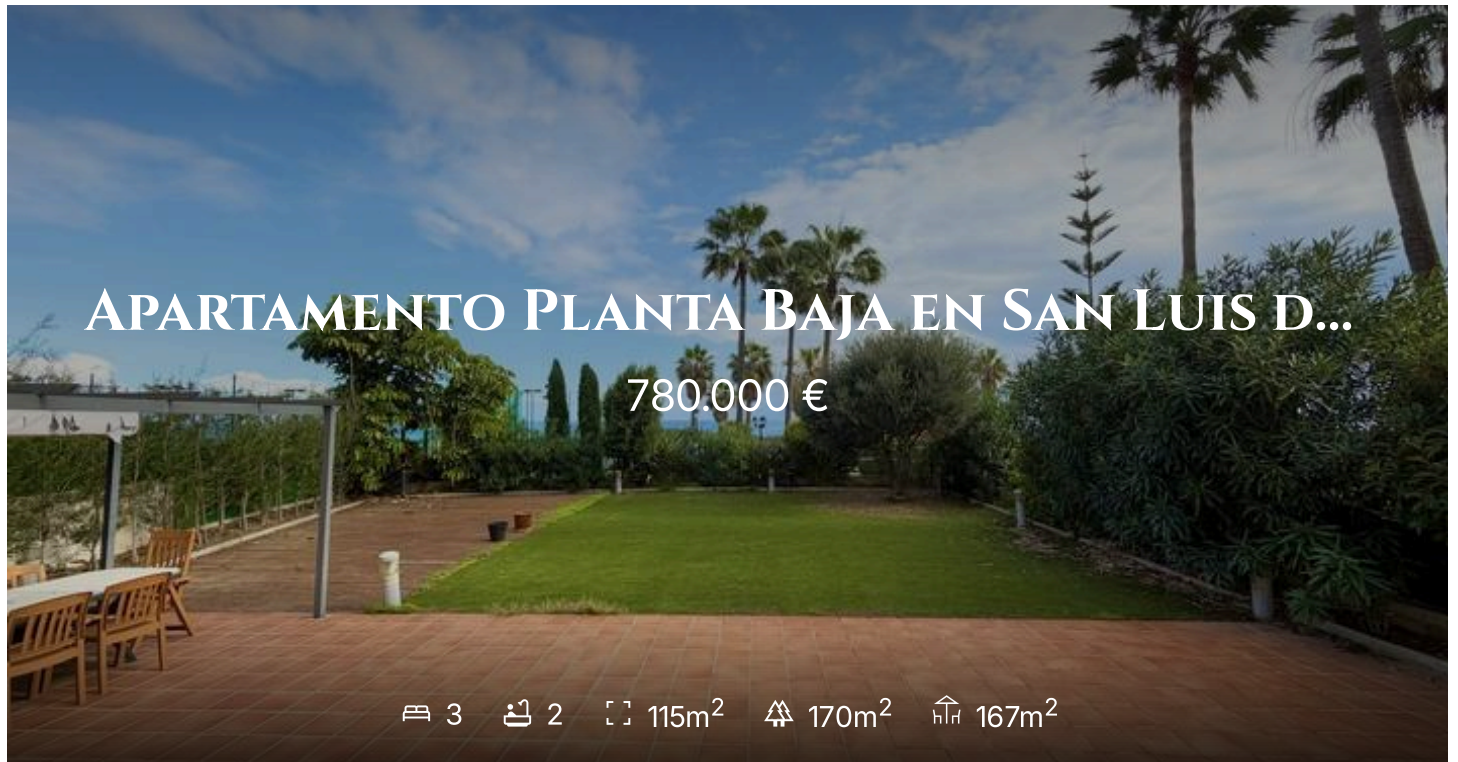 Apartamento Planta Baja en San Luis d...
780.000 €
3 2 115m² 170m² 167m²